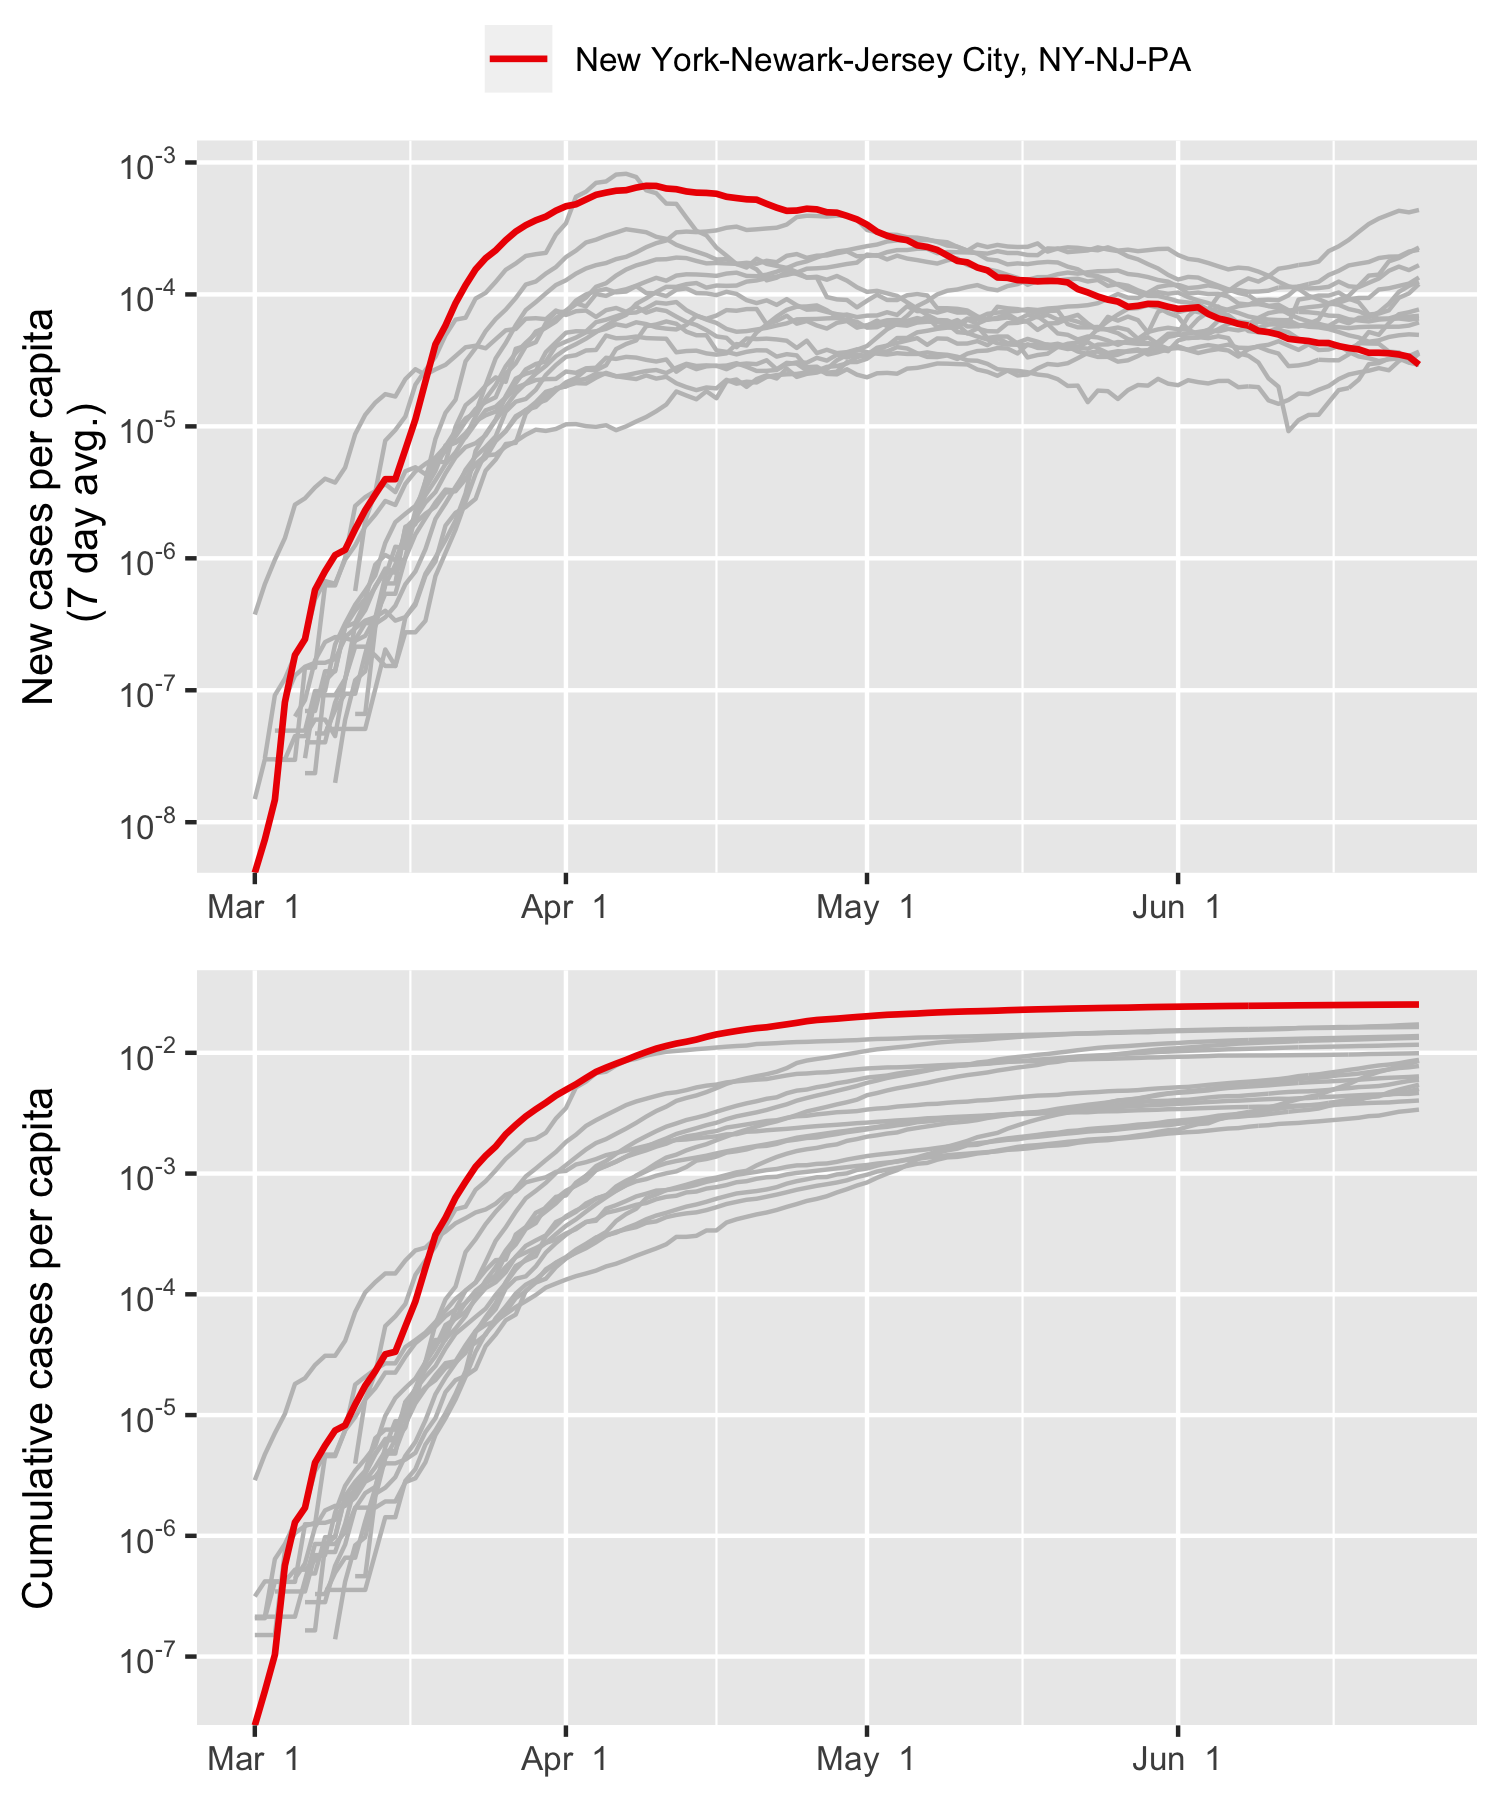 New York-Newark-Jersey City, NY-NJ-PA
New cases per capita
(7 day avg.)
10⁻³
10⁻⁴
10⁻⁵
10⁻⁶
10⁻⁷
10⁻⁸
Mar 1 Apr 1 May 1 Jun 1
Cumulative cases per capita
10⁻²
10⁻³
10⁻⁴
10⁻⁵
10⁻⁶
10⁻⁷
Mar 1 Apr 1 May 1 Jun 1